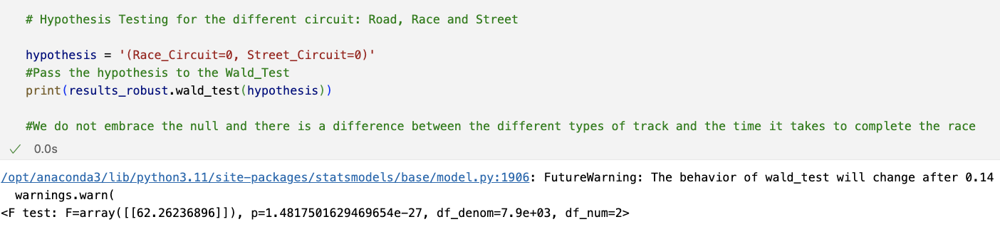 # Hypothesis Testing for the different circuit: Road, Race and Street
hypothesis = '(Race_Circuit=0, Street_Circuit=0)'
#Pass the hypothesis to the Wald_Test
print(results_robust.wald_test(hypothesis))
#We do not embrace the null and there is a difference between the different types of track and the time it takes to complete the race
0.0s
/opt/anaconda3/lib/python3.11/site-packages/statsmodels/base/model.py:1906: FutureWarning: The behavior of wald_test will change after 0.14
warnings.warn(
<F test: F=array([[62.26236896]]), p=1.4817501629469654e-27, df_denom=7.9e+03, df_num=2>